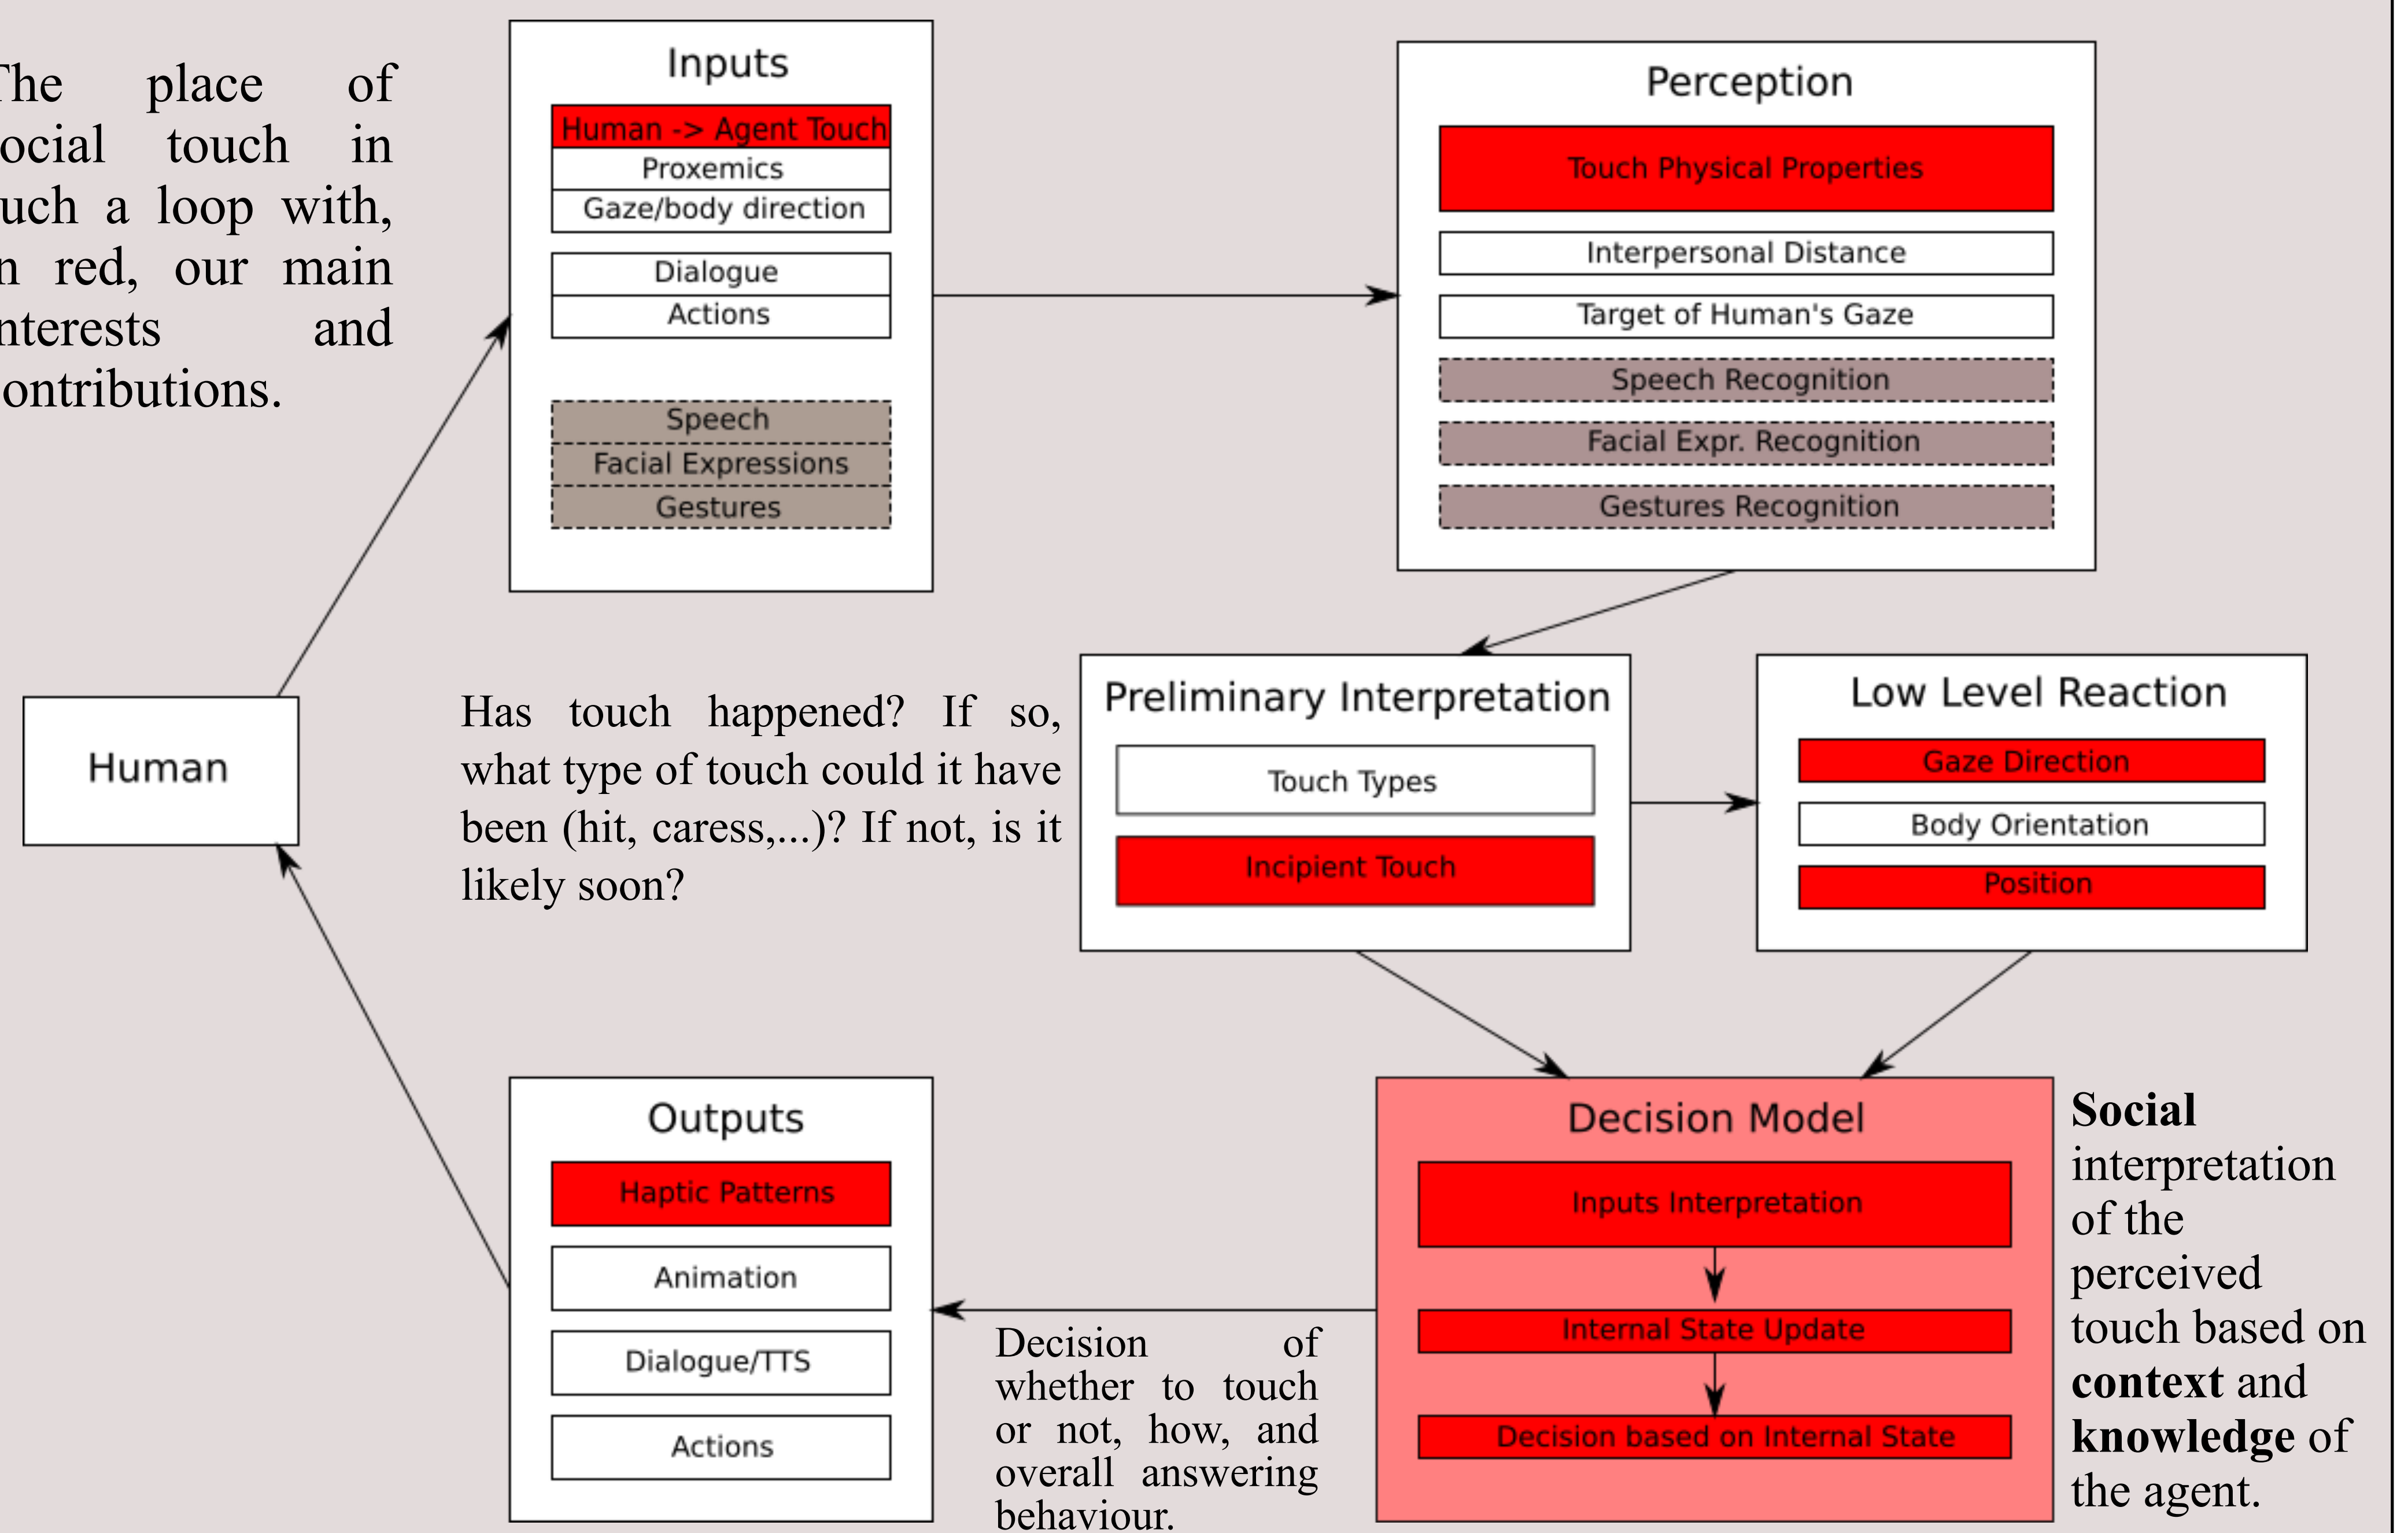 The place of
ocial touch in
uch a loop with,
n red, our main
nterests and
ontributions.
Inputs
Human -> Agent Touch
Proxemics
Gaze/body direction
Dialogue
Actions
Speech
Facial Expressions
Gestures
Perception
Touch Physical Properties
Interpersonal Distance
Target of Human's Gaze
Speech Recognition
Facial Expr. Recognition
Gestures Recognition
Human
Has touch happened? If so,
what type of touch could it have
been (hit, caress,...)? If not, is it
likely soon?
Preliminary Interpretation
Touch Types
Incipient Touch
Low Level Reaction
Gaze Direction
Body Orientation
Position
Outputs
Haptic Patterns
Animation
Dialogue/TTS
Actions
Decision of
whether to touch
or not, how, and
overall answering
behaviour.
Decision Model
Inputs Interpretation
Internal State Update
Decision based on Internal State
Social
interpretation
of the
perceived
touch based on
context and
knowledge of
the agent.